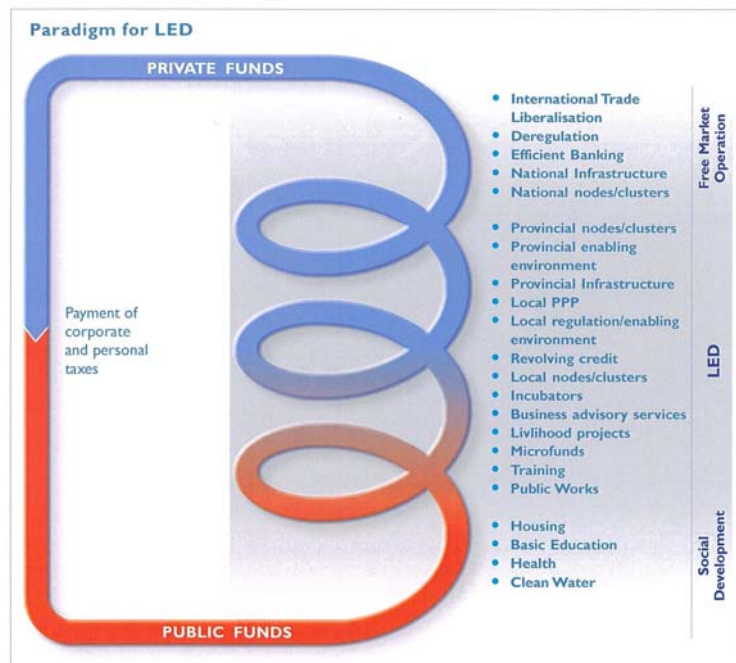 Paradigm for LED
PRIVATE FUNDS
• International Trade
Liberalisation
• Deregulation
• Efficient Banking
• National Infrastructure
• National nodes/clusters
Free Market
Operation
• Provincial nodes/clusters
• Provincial enabling
environment
• Provincial Infrastructure
• Local PPP
• Local regulation/enabling
environment
• Revolving credit
• Local nodes/clusters
• Incubators
• Business advisory services
• Livlihood projects
• Microfunds
• Training
• Public Works
LED
Payment of
corporate
and personal
taxes
• Housing
• Basic Education
• Health
• Clean Water
Social
Development
PUBLIC FUNDS